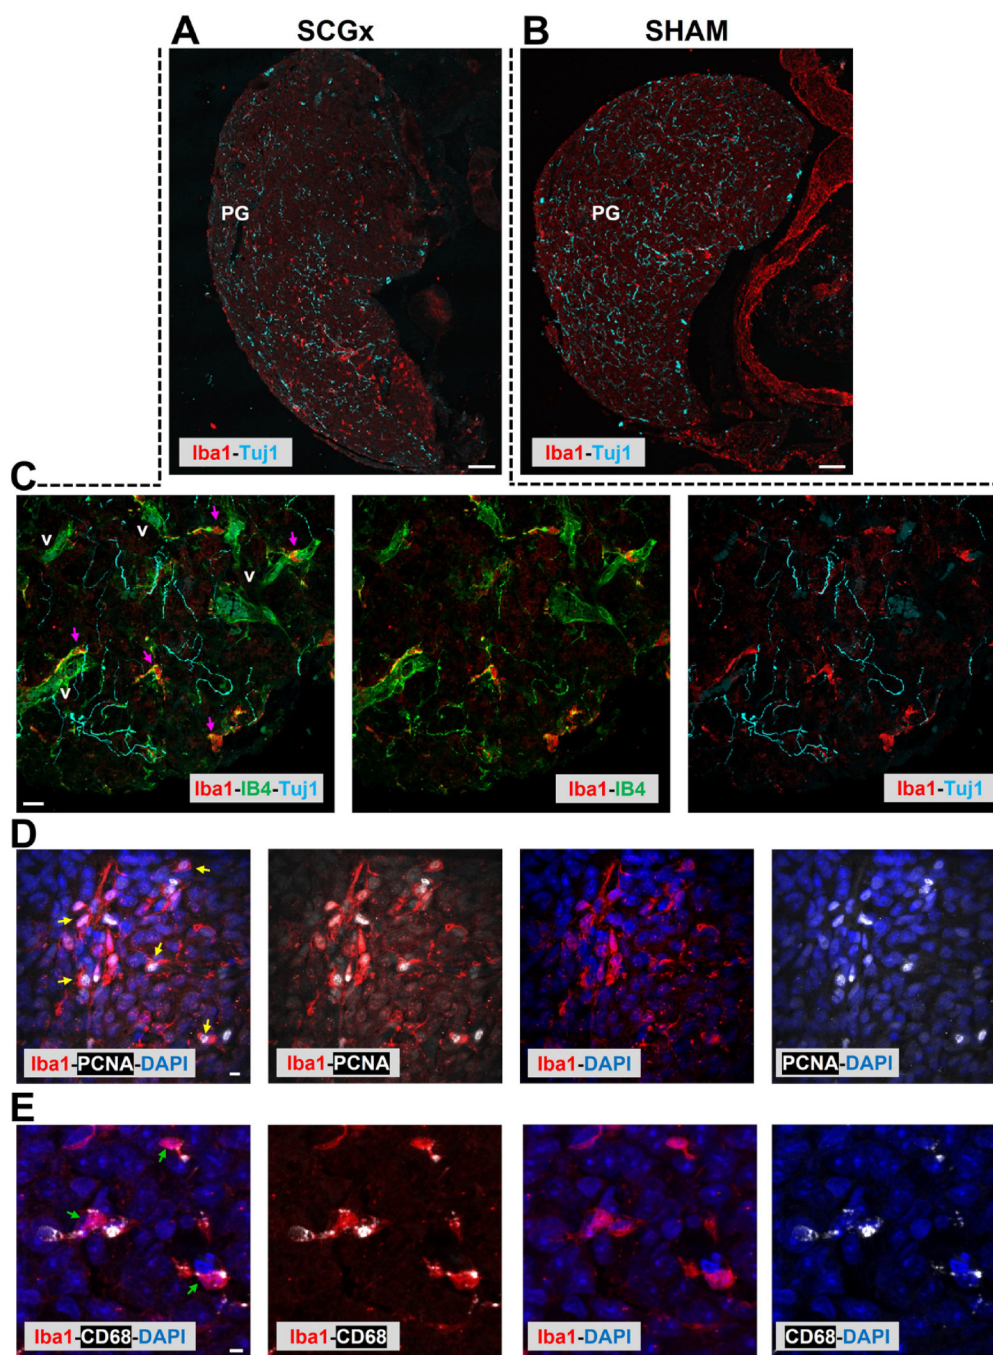 A SCGx B SHAM
PG PG
Iba1-Tuj1 Iba1-Tuj1
C
v v v v
Iba1-IB4-Tuj1 Iba1-IB4 Iba1-Tuj1
D
Iba1-PCNA-DAPI Iba1-PCNA Iba1-DAPI PCNA-DAPI
E
Iba1-CD68-DAPI Iba1-CD68 Iba1-DAPI CD68-DAPI